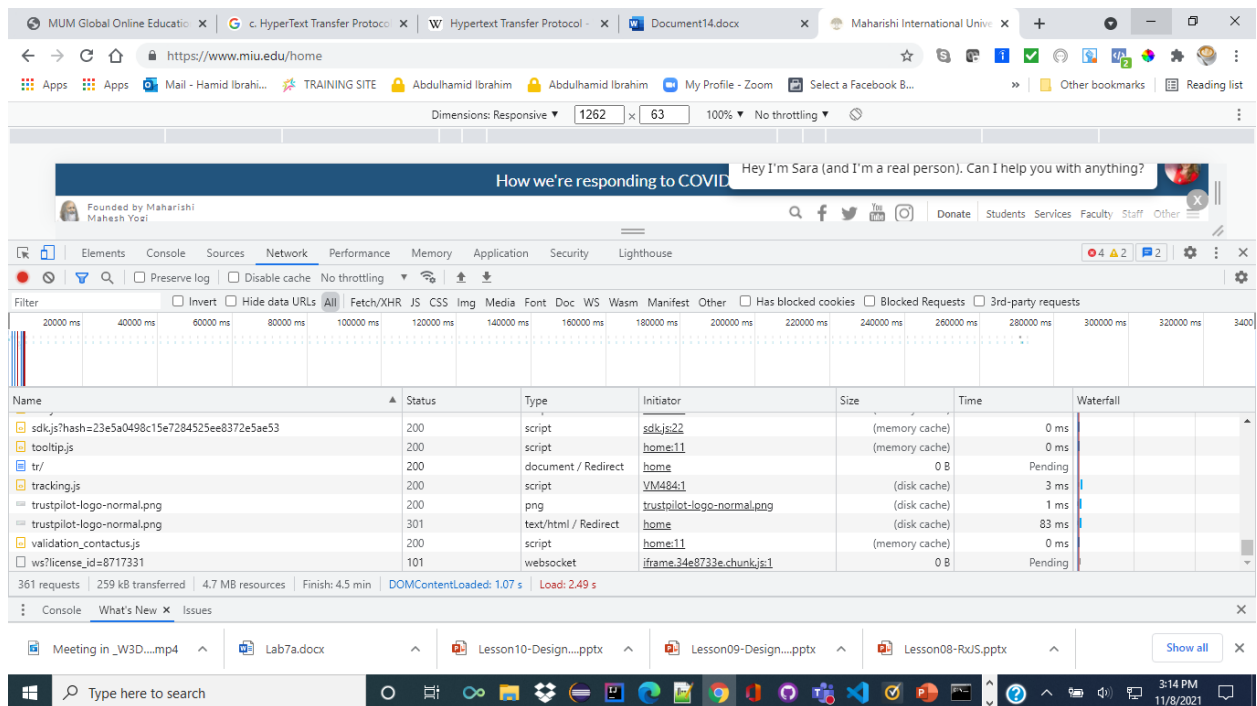 MUM Global Online Educatio
c. HyperText Transfer Protoco
Hypertext Transfer Protocol -
Document14.docx
Maharishi International Unive
https://www.miu.edu/home
Apps Apps Mail - Hamid Ibrahi... TRAINING SITE Abdulhamid Ibrahim Abdulhamid Ibrahim My Profile - Zoom Select a Facebook B... » Other bookmarks Reading list
Dimensions: Responsive ▼ 1262 x 63 100% ▼ No throttling ▼
How we're responding to COVID
Hey I'm Sara (and I'm a real person). Can I help you with anything?
Founded by Maharishi
Mahesh Yogi
You
Tube
Donate Students Services Faculty Staff Other
Elements Console Sources Network Performance Memory Application Security Lighthouse 4 2 2
Preserve log Disable cache No throttling ▼
Filter Invert Hide data URLs All Fetch/XHR JS CSS Img Media Font Doc WS Wasm Manifest Other Has blocked cookies Blocked Requests 3rd-party requests
20000 ms 40000 ms 60000 ms 80000 ms 100000 ms 120000 ms 140000 ms 160000 ms 180000 ms 200000 ms 220000 ms 240000 ms 260000 ms 280000 ms 300000 ms 320000 ms 3400
Name Status Type Initiator Size Time Waterfall
sdk.js?hash=23e5a0498c15e7284525ee8372e5ae53 200 script sdk.js:22 (memory cache) 0 ms
tooltip.js 200 script home:11 (memory cache) 0 ms
tr/ 200 document / Redirect home 0 B Pending
tracking.js 200 script VM484:1 (disk cache) 3 ms
trustpilot-logo-normal.png 200 png trustpilot-logo-normal.png (disk cache) 1 ms
trustpilot-logo-normal.png 301 text/html / Redirect home (disk cache) 83 ms
validation_contactus.js 200 script home:11 (memory cache) 0 ms
ws?license_id=8717331 101 websocket iframe.34e8733e.chunk.js:1 0 B Pending
361 requests 259 kB transferred 4.7 MB resources Finish: 4.5 min DOMContentLoaded: 1.07 s Load: 2.49 s
Console What's New Issues
Meeting in _W3D....mp4 Lab7a.docx Lesson10-Design....pptx Lesson09-Design....pptx Lesson08-RxJS.pptx Show all
Type here to search
3:14 PM
11/8/2021